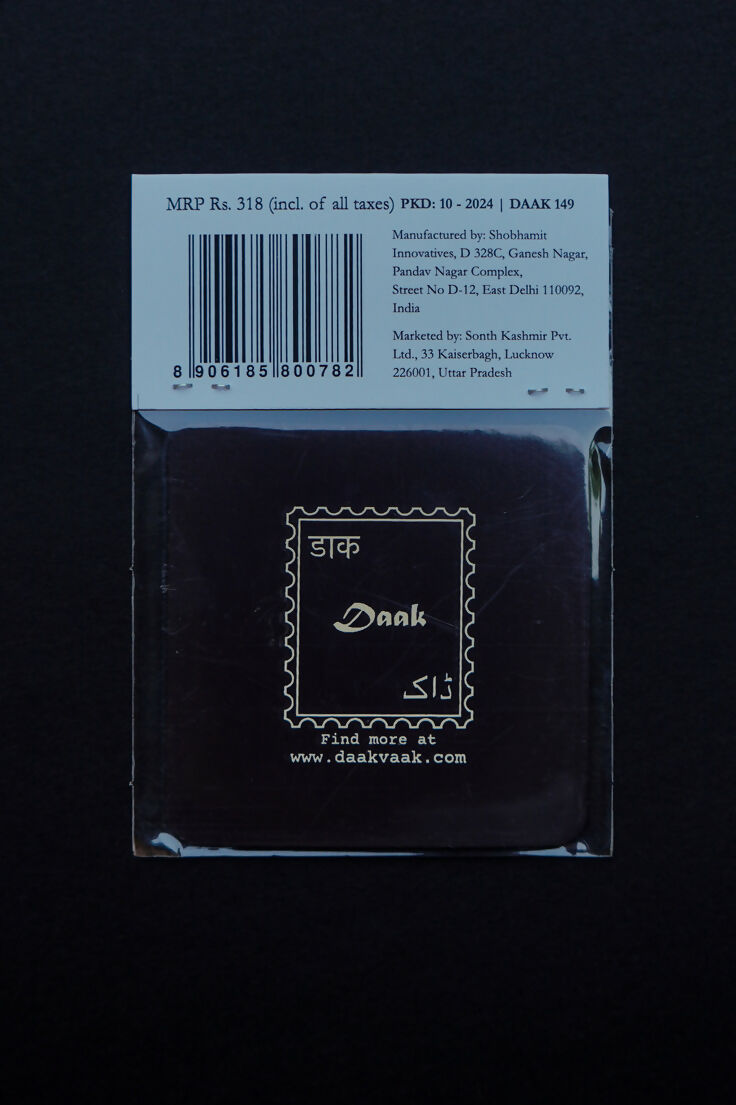 MRP Rs. 318 (incl. of all taxes) PKD: 10 - 2024 | DAAK 149
Manufactured by: Shobhamit
Innovatives, D 328C, Ganesh Nagar,
Pandav Nagar Complex,
Street No D-12, East Delhi 110092,
India
Marketed by: Sonth Kashmir Pvt.
Ltd., 33 Kaiserbagh, Lucknow
226001, Uttar Pradesh
8 906185 800782
डाक
Daak
ڈاک
Find more at
www.daakvaak.com